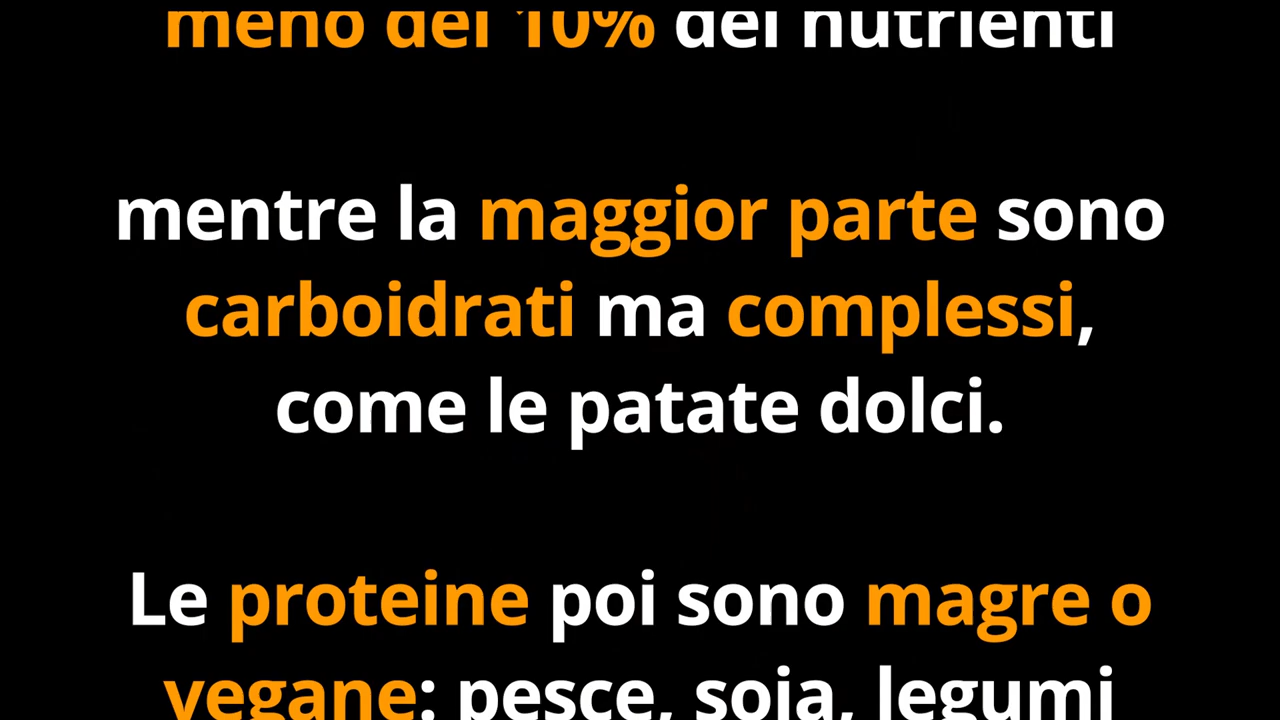 meno del 10% dei nutrienti
mentre la maggior parte sono
carboidrati ma complessi,
come le patate dolci.
Le proteine poi sono magre o
vegane: pesce, soia, legumi